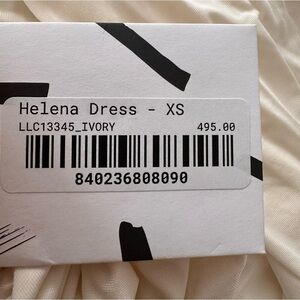 Helena Dress - XS
LLC13345_IVORY 495.00
840236808090